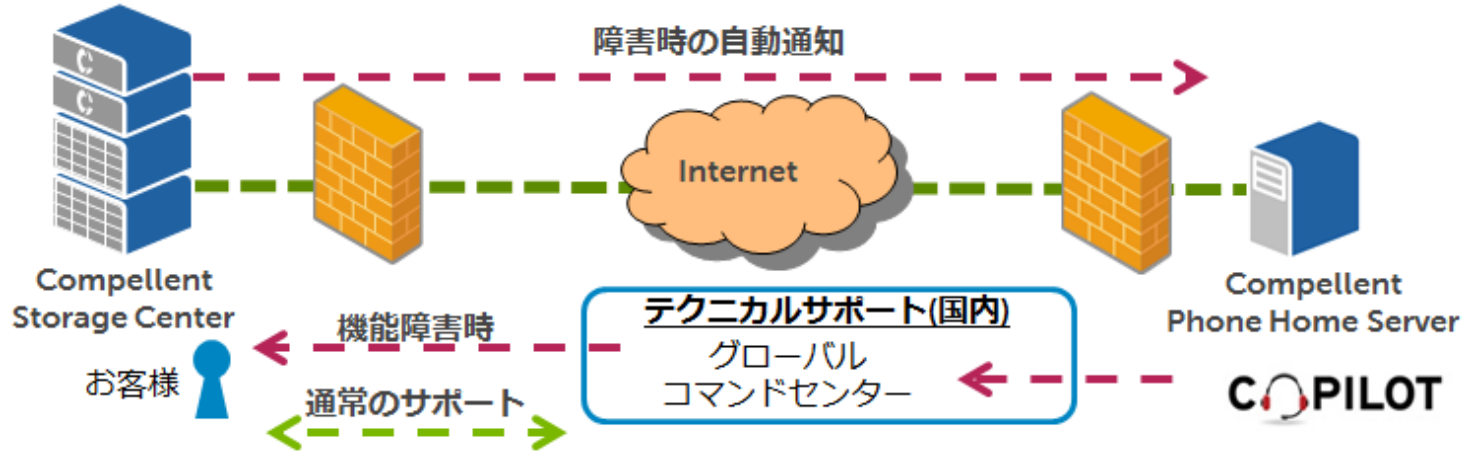 障害時の自動通知
Internet
Compellent
Storage Center
Compellent
Phone Home Server
テクニカルサポート(国内)
グローバル
コマンドセンター
機能障害時
お客様
通常のサポート
COPILOT